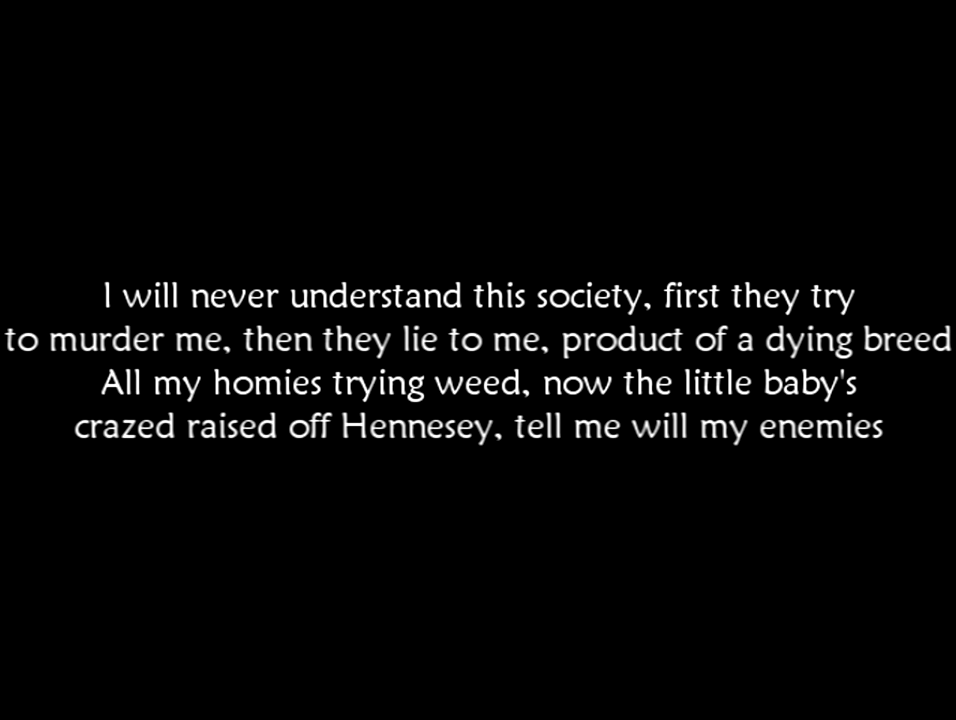 I will never understand this society, first they try
to murder me, then they lie to me, product of a dying breed
All my homies trying weed, now the little baby's
crazed raised off Hennesey, tell me will my enemies